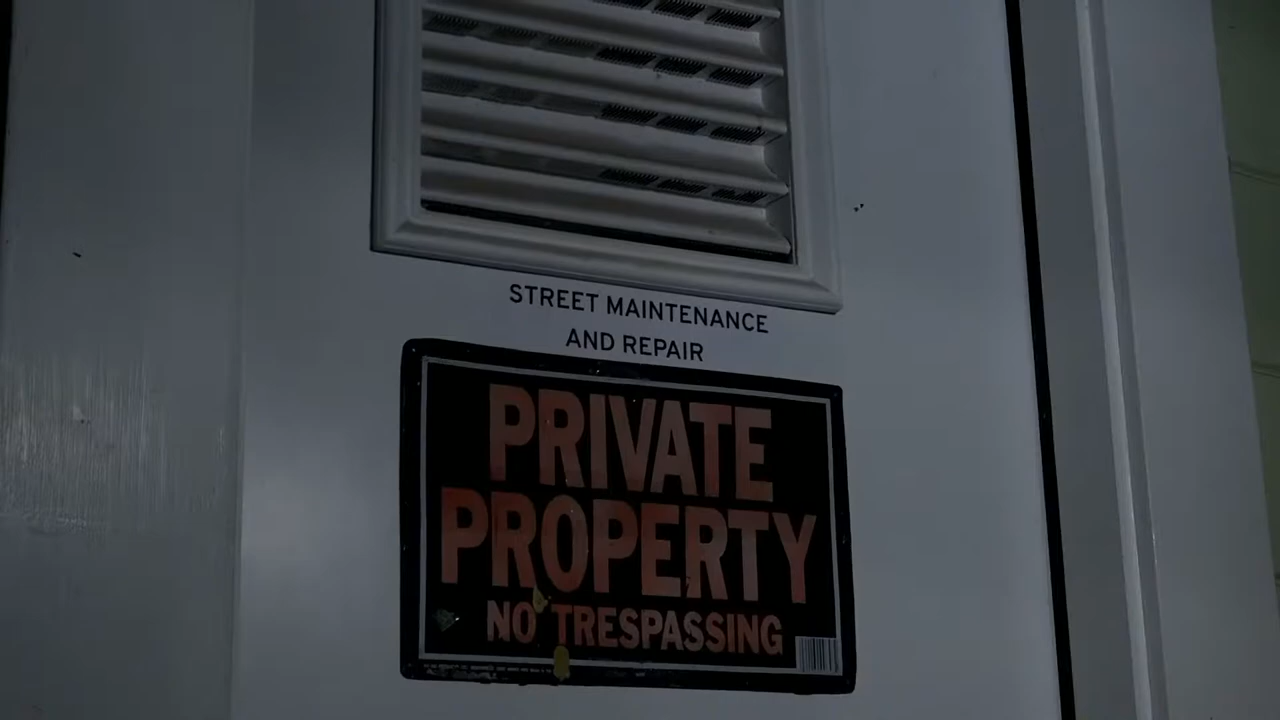 STREET MAINTENANCE
AND REPAIR
PRIVATE
PROPERTY
NO TRESPASSING